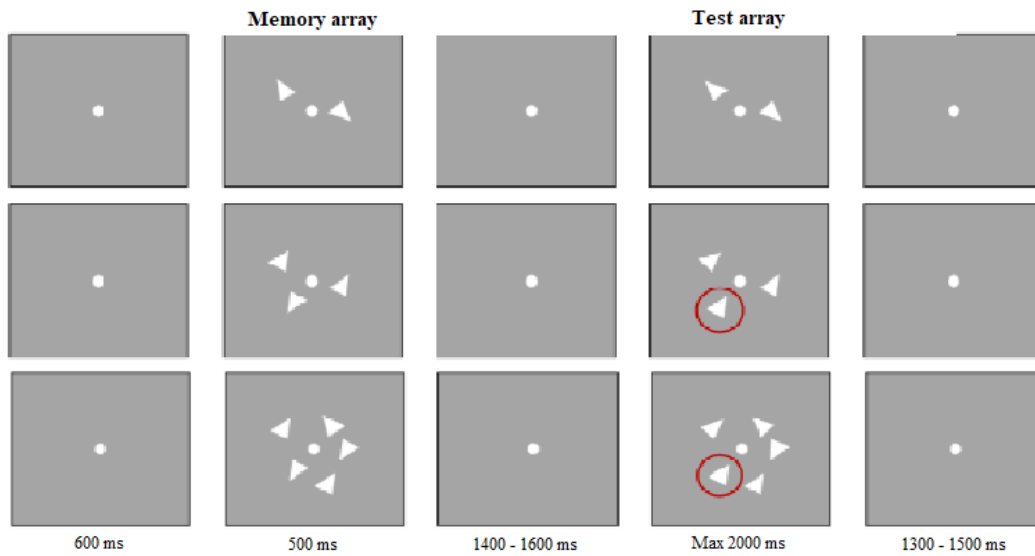 Memory array
Test array
600 ms
500 ms
1400 - 1600 ms
Max 2000 ms
1300 - 1500 ms